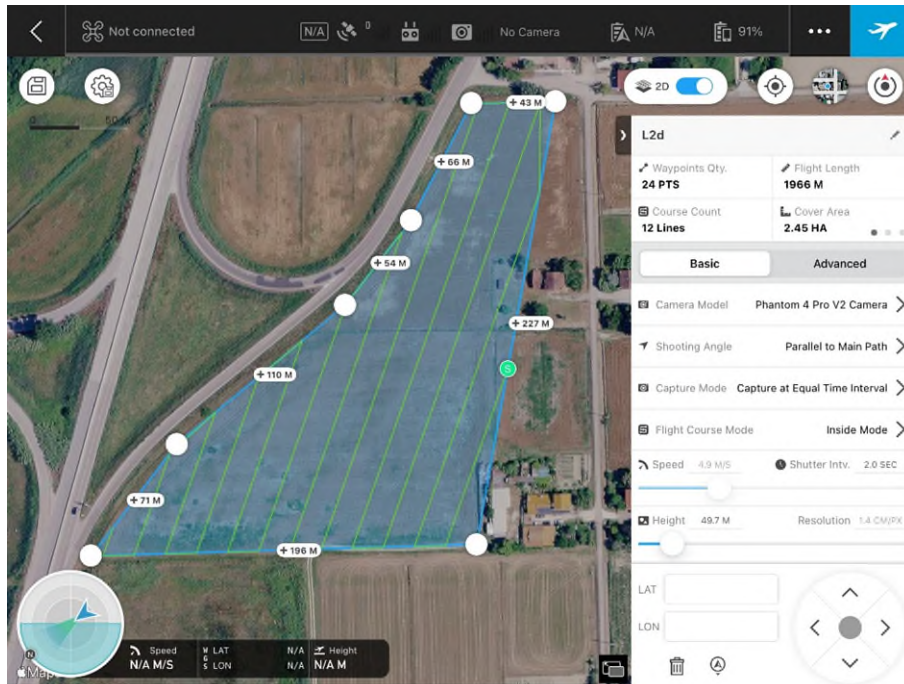 Not connected N/A 0 No Camera N/A 91%
2D
50 M
+ 43 M
+ 66 M
+ 54 M
+ 227 M
+ 110 M
+ 71 M
+ 196 M
S
L2d
Waypoints Qty. Flight Length
24 PTS 1966 M
Course Count Cover Area
12 Lines 2.45 HA
Basic Advanced
Camera Model Phantom 4 Pro V2 Camera
Shooting Angle Parallel to Main Path
Capture Mode Capture at Equal Time Interval
Flight Course Mode Inside Mode
Speed 4.9 M/S Shutter Intv. 2.0 SEC
Height 49.7 M Resolution 1.4 CM/PX
LAT
LON
N
Maps
Speed W LAT N/A Height
N/A M/S G S LON N/A N/A M